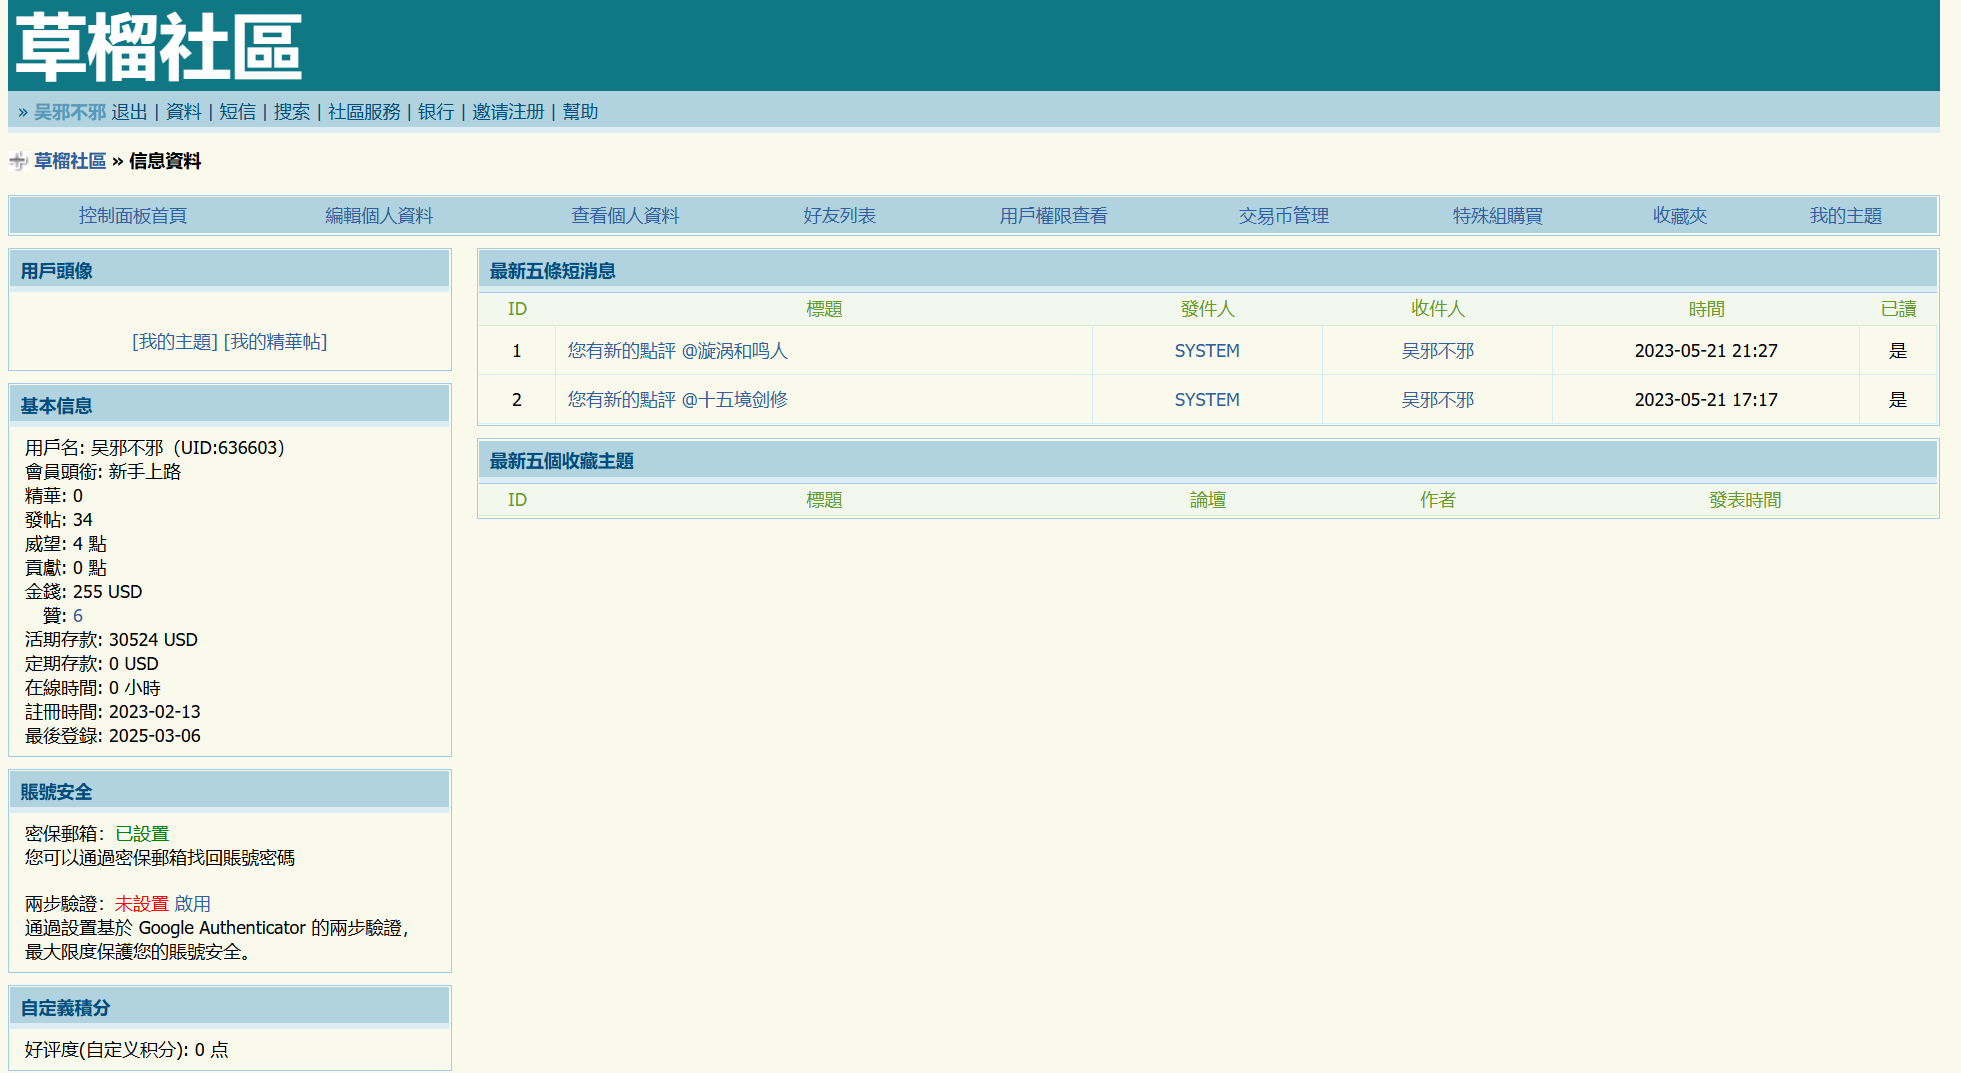 草榴社區
» 吴邪不邪 退出 | 資料 | 短信 | 搜索 | 社區服務 | 银行 | 邀请注册 | 幫助
草榴社區 » 信息資料
控制面板首頁 編輯個人資料 查看個人資料 好友列表 用戶權限查看 交易币管理 特殊組購買 收藏夾 我的主題
用戶頭像
[我的主題] [我的精華帖]
基本信息
用戶名: 吴邪不邪（UID:636603）
會員頭銜: 新手上路
精華: 0
發帖: 34
威望: 4 點
貢獻: 0 點
金錢: 255 USD
贊: 6
活期存款: 30524 USD
定期存款: 0 USD
在線時間: 0 小時
註冊時間: 2023-02-13
最後登錄: 2025-03-06
賬號安全
密保郵箱：已設置
您可以通過密保郵箱找回賬號密碼
兩步驗證：未設置 啟用
通過設置基於 Google Authenticator 的兩步驗證，
最大限度保護您的賬號安全。
自定義積分
好评度(自定义积分): 0 点
最新五條短消息
ID 標題 發件人 收件人 時間 已讀
1 您有新的點評 @漩涡和鸣人 SYSTEM 吴邪不邪 2023-05-21 21:27 是
2 您有新的點評 @十五境剑修 SYSTEM 吴邪不邪 2023-05-21 17:17 是
最新五個收藏主題
ID 標題 論壇 作者 發表時間